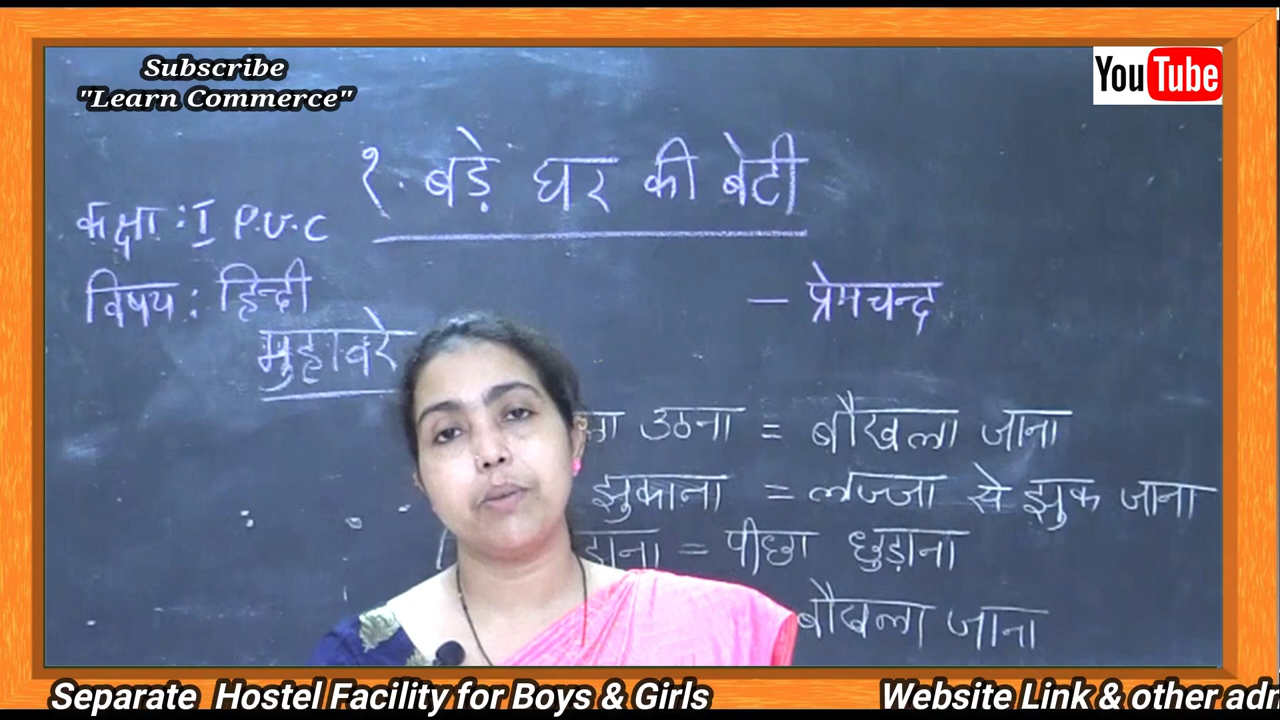 Subscribe
"Learn Commerce"
YouTube
१. बड़े घर की बेटी
कक्षा : I P.U.C
विषय : हिन्दी
- प्रेमचन्द
मुहावरे
उठना = बौखला जाना
झुकाना = लज्जा से झुक जाना
= पीछा छुड़ाना
बौखला जाना
Separate Hostel Facility for Boys & Girls
Website Link & other